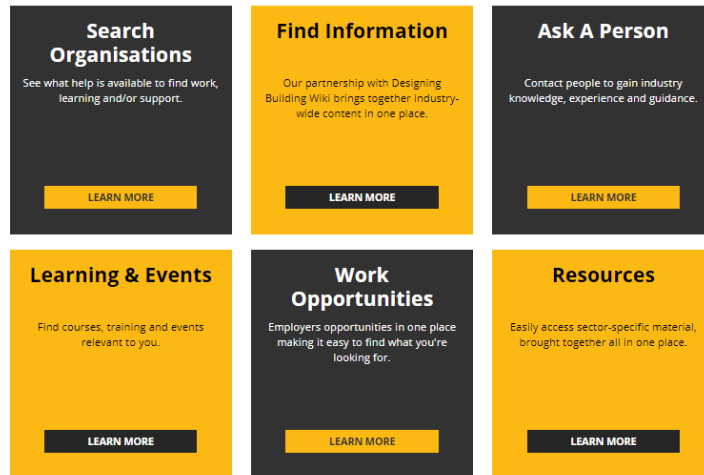 Search
Organisations
See what help is available to find work,
learning and/or support.
LEARN MORE
Find Information
Our partnership with Designing
Building Wiki brings together industry-
wide content in one place.
LEARN MORE
Ask A Person
Contact people to gain industry
knowledge, experience and guidance.
LEARN MORE
Learning & Events
Find courses, training and events
relevant to you.
LEARN MORE
Work
Opportunities
Employers opportunities in one place
making it easy to find what you're
looking for.
LEARN MORE
Resources
Easily access sector-specific material,
brought together all in one place.
LEARN MORE